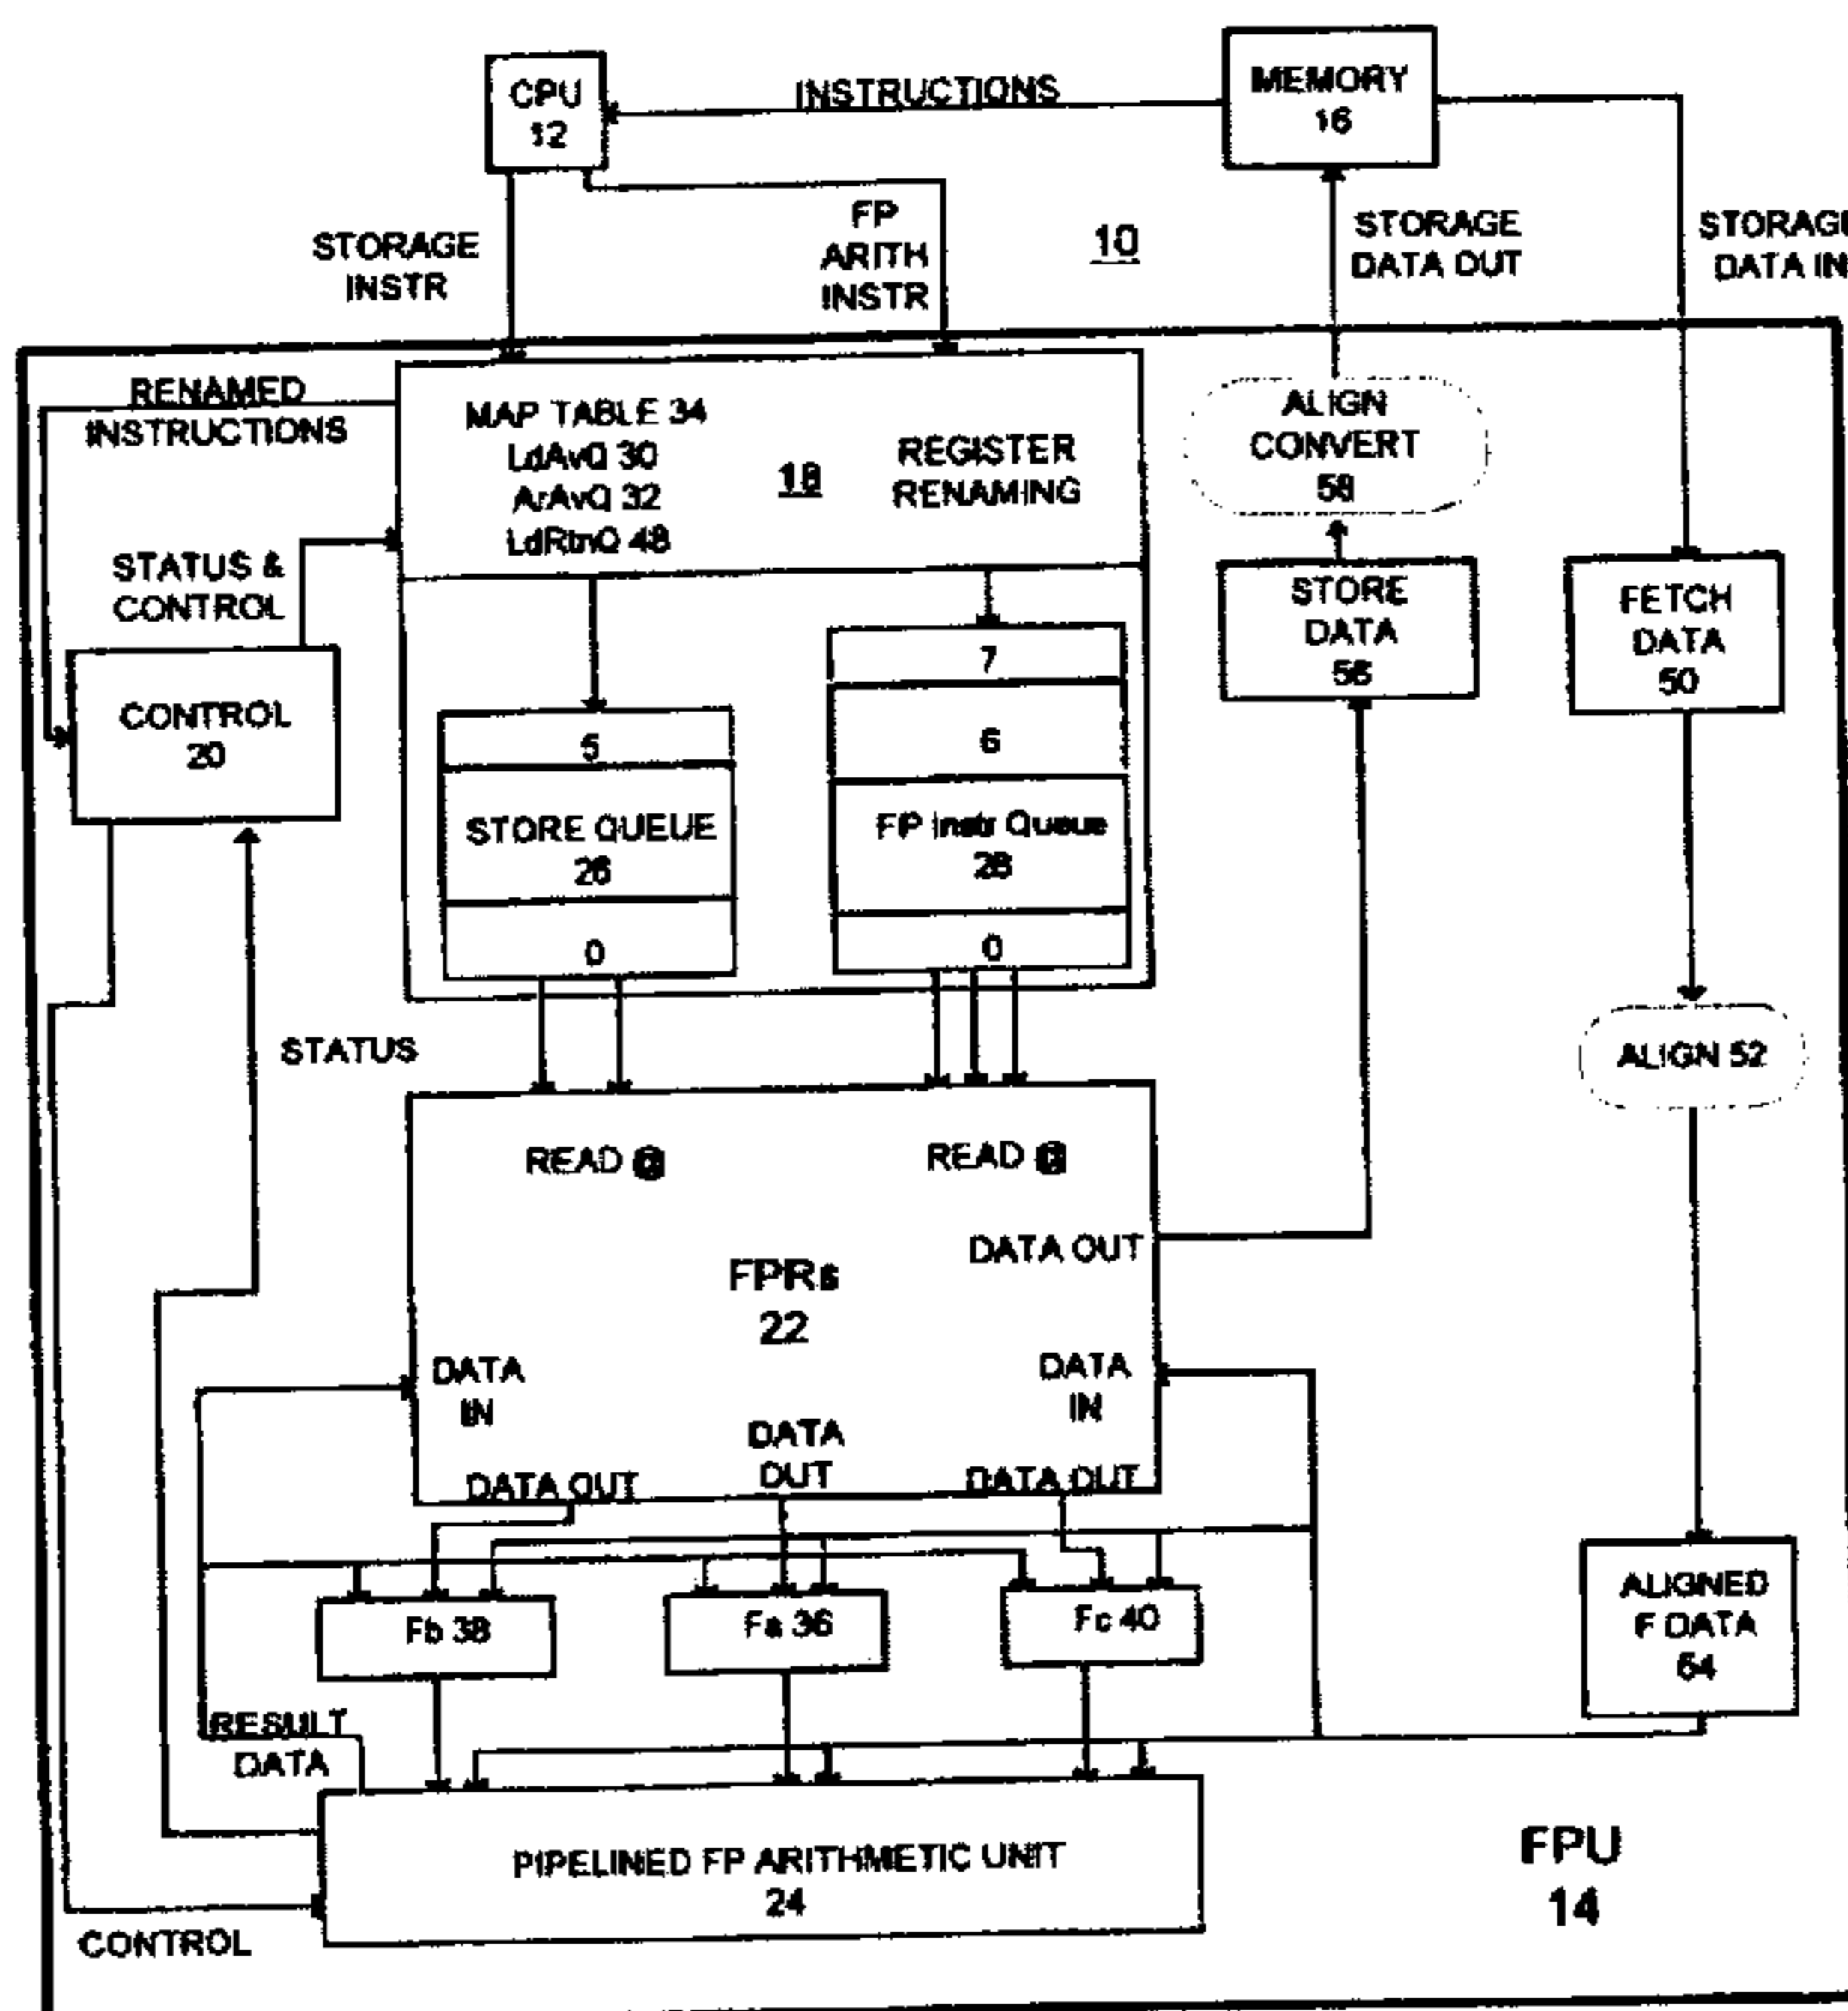 CPU
12
INSTRUCTIONS
MEMORY
16
STORAGE
INSTR
FP
ARITH
INSTR
10
STORAGE
DATA OUT
STORAGE
DATA IN
RENAMED
INSTRUCTIONS
MAP TABLE 34
LdAvQ 30
ArAvQ 32
LdRtnQ 48
18
REGISTER
RENAMING
ALIGN
CONVERT
58
STATUS &
CONTROL
STORE
DATA
56
FETCH
DATA
50
CONTROL
20
5
STORE QUEUE
26
0
7
6
FP Instr Queue
28
0
STATUS
ALIGN 52
READ @
READ @
DATA OUT
FPRs
22
DATA
IN
DATA
IN
DATA OUT
DATA
OUT
DATA OUT
Fb 38
Fa 36
Fc 40
ALIGNED
F DATA
54
RESULT
DATA
PIPELINED FP ARITHMETIC UNIT
24
CONTROL
FPU
14